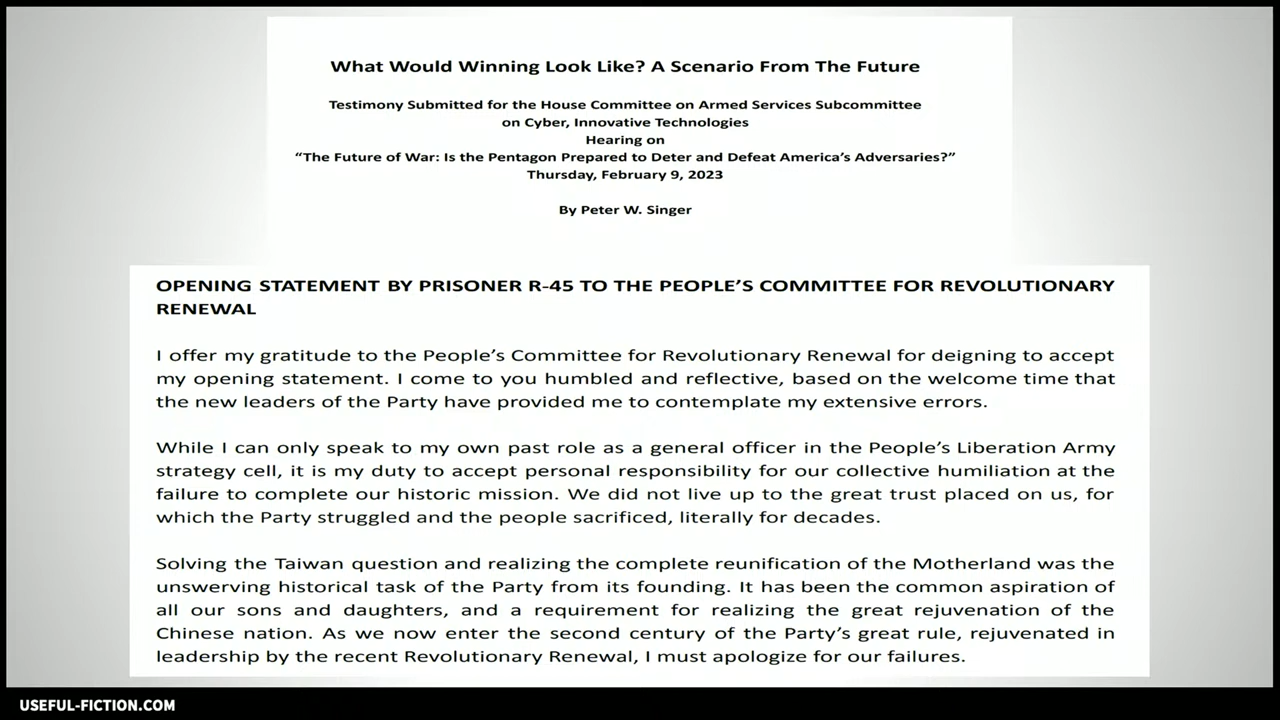 What Would Winning Look Like? A Scenario From The Future
Testimony Submitted for the House Committee on Armed Services Subcommittee
on Cyber, Innovative Technologies
Hearing on
“The Future of War: Is the Pentagon Prepared to Deter and Defeat America’s Adversaries?”
Thursday, February 9, 2023
By Peter W. Singer
OPENING STATEMENT BY PRISONER R-45 TO THE PEOPLE’S COMMITTEE FOR REVOLUTIONARY
RENEWAL
I offer my gratitude to the People’s Committee for Revolutionary Renewal for deigning to accept
my opening statement. I come to you humbled and reflective, based on the welcome time that
the new leaders of the Party have provided me to contemplate my extensive errors.
While I can only speak to my own past role as a general officer in the People’s Liberation Army
strategy cell, it is my duty to accept personal responsibility for our collective humiliation at the
failure to complete our historic mission. We did not live up to the great trust placed on us, for
which the Party struggled and the people sacrificed, literally for decades.
Solving the Taiwan question and realizing the complete reunification of the Motherland was the
unswerving historical task of the Party from its founding. It has been the common aspiration of
all our sons and daughters, and a requirement for realizing the great rejuvenation of the
Chinese nation. As we now enter the second century of the Party’s great rule, rejuvenated in
leadership by the recent Revolutionary Renewal, I must apologize for our failures.
USEFUL-FICTION.COM